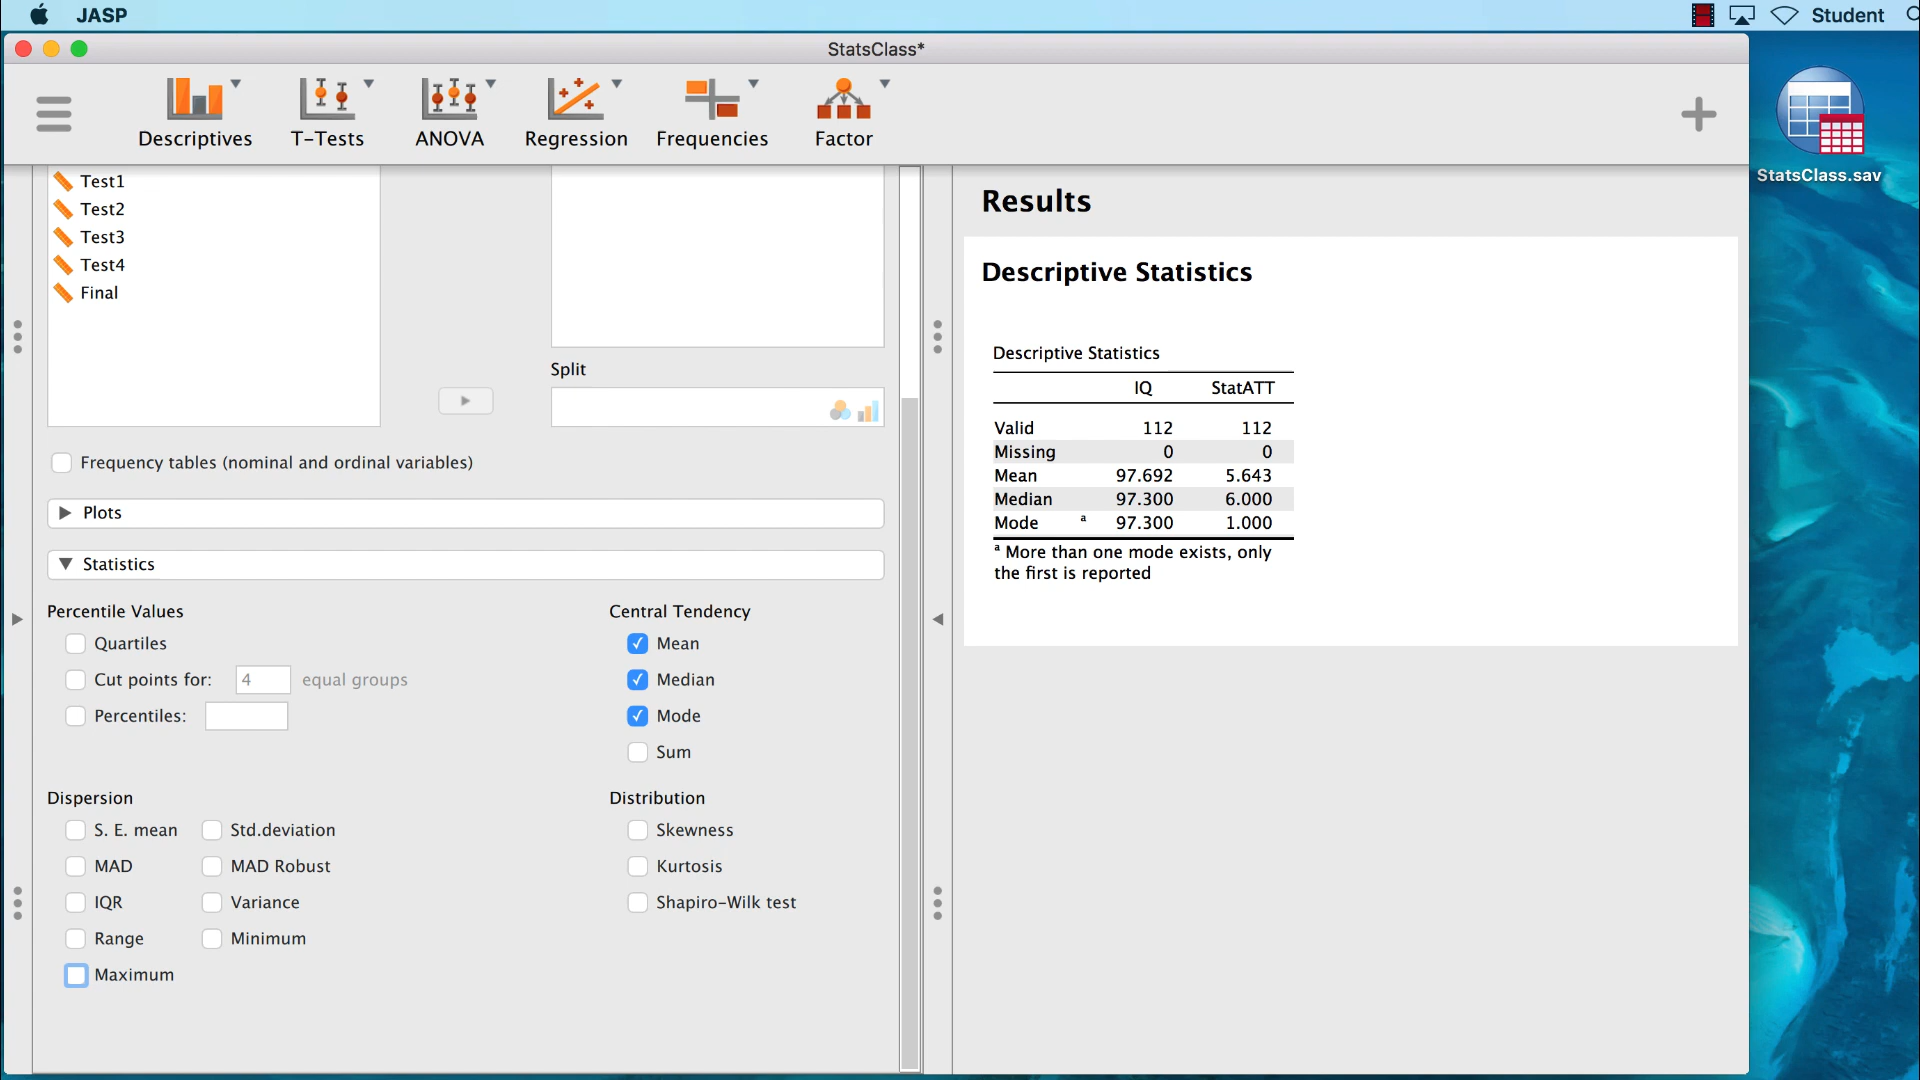 JASP
Student
StatsClass*
Descriptives T-Tests ANOVA Regression Frequencies Factor
StatsClass.sav
Test1
Test2
Test3
Test4
Final
Split
Frequency tables (nominal and ordinal variables)
Plots
Statistics
Percentile Values
Quartiles
Cut points for: 4 equal groups
Percentiles:
Central Tendency
Mean
Median
Mode
Sum
Dispersion
S. E. mean Std.deviation
MAD MAD Robust
IQR Variance
Range Minimum
Maximum
Distribution
Skewness
Kurtosis
Shapiro-Wilk test
Results
Descriptive Statistics
Descriptive Statistics
IQ StatATT
Valid 112 112
Missing 0 0
Mean 97.692 5.643
Median 97.300 6.000
Mode a 97.300 1.000
a More than one mode exists, only
the first is reported